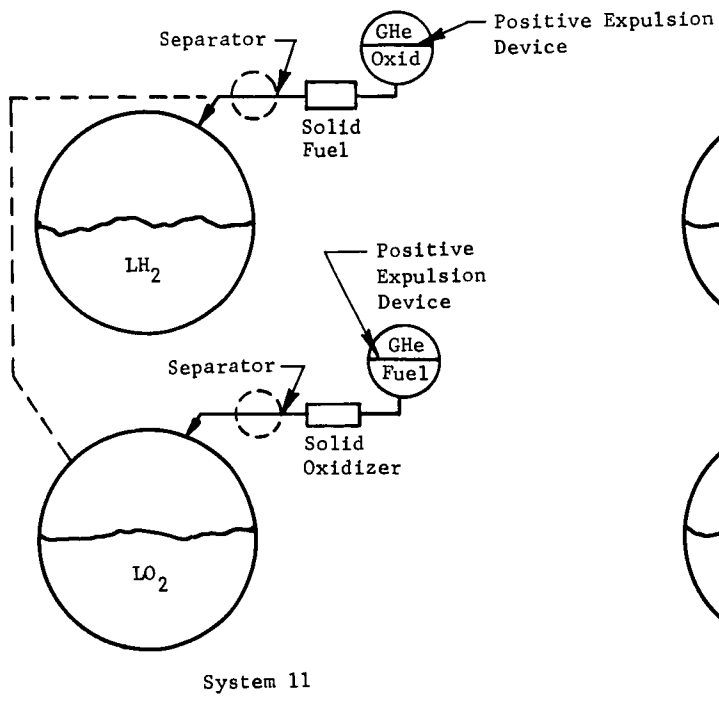 GHe
Oxid
Positive Expulsion
Device
Separator
Solid
Fuel
LH2
Positive
Expulsion
Device
GHe
Fuel
Separator
Solid
Oxidizer
LO2
System 11